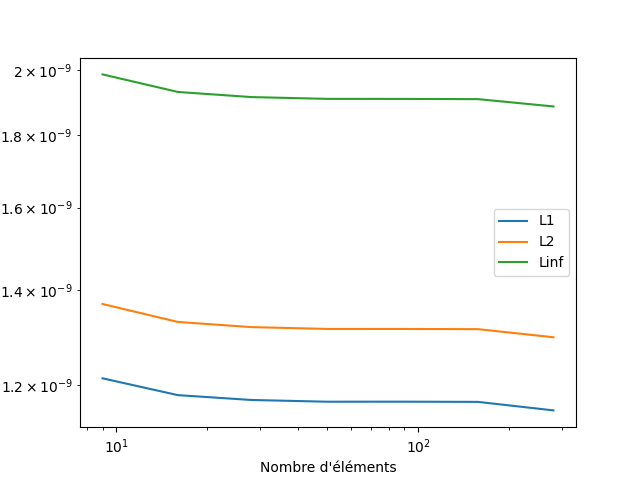 2 × 10⁻⁹
1.8 × 10⁻⁹
1.6 × 10⁻⁹
1.4 × 10⁻⁹
1.2 × 10⁻⁹
L1
L2
Linf
10¹
10²
Nombre d'éléments